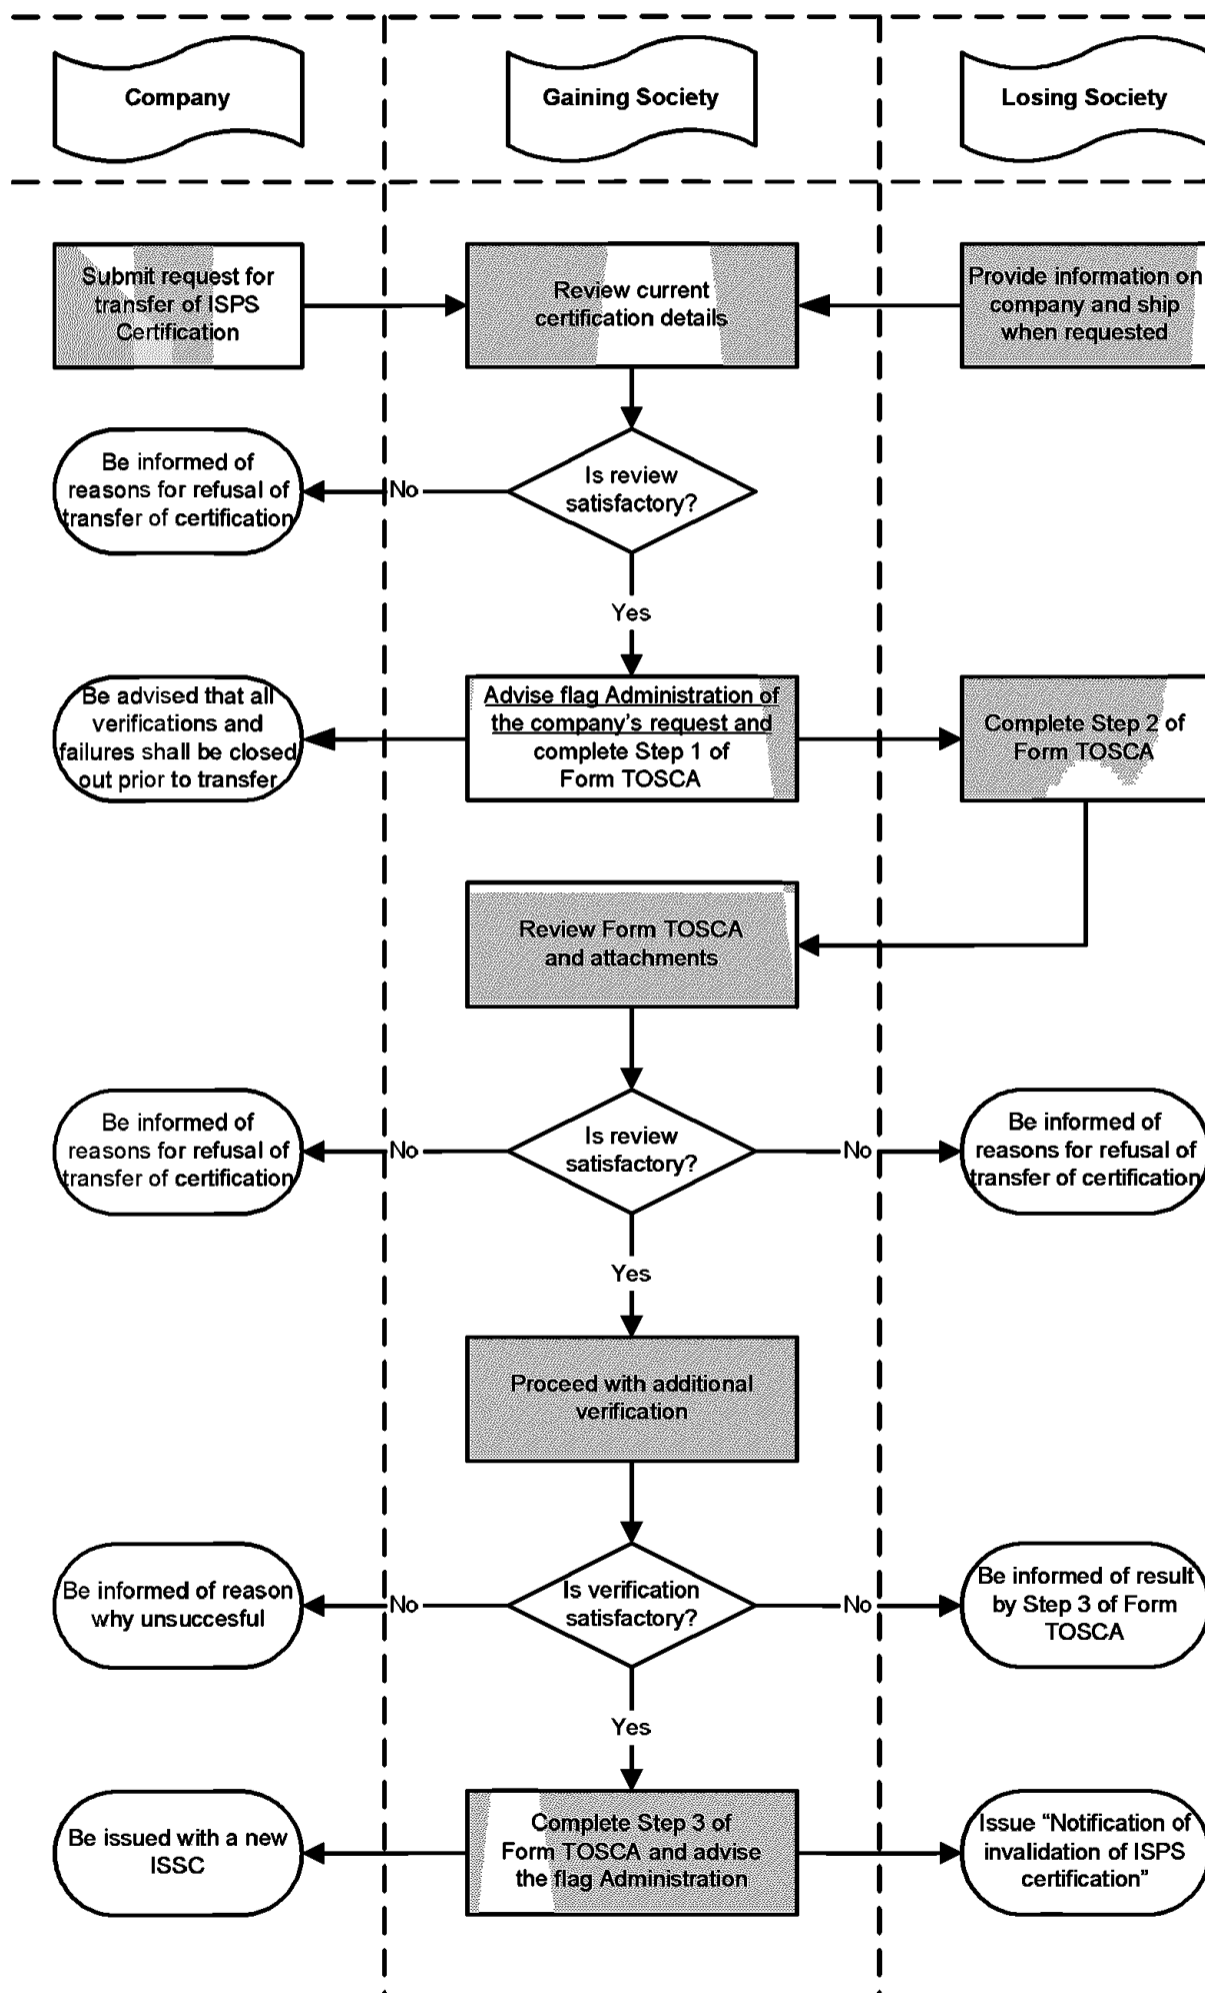 Company
Gaining Society
Losing Society
Submit request for
transfer of ISPS
Certification
Review current
certification details
Provide information on
company and ship
when requested
Be informed of
reasons for refusal of
transfer of certification
No
Is review
satisfactory?
Yes
Be advised that all
verifications and
failures shall be closed
out prior to transfer
Advise flag Administration of
the company's request and
complete Step 1 of
Form TOSCA
Complete Step 2 of
Form TOSCA
Review Form TOSCA
and attachments
Be informed of
reasons for refusal of
transfer of certification
No
Is review
satisfactory?
No
Be informed of
reasons for refusal of
transfer of certification
Yes
Proceed with additional
verification
Be informed of reason
why unsuccesful
No
Is verification
satisfactory?
No
Be informed of result
by Step 3 of Form
TOSCA
Yes
Be issued with a new
ISSC
Complete Step 3 of
Form TOSCA and advise
the flag Administration
Issue “Notification of
invalidation of ISPS
certification”